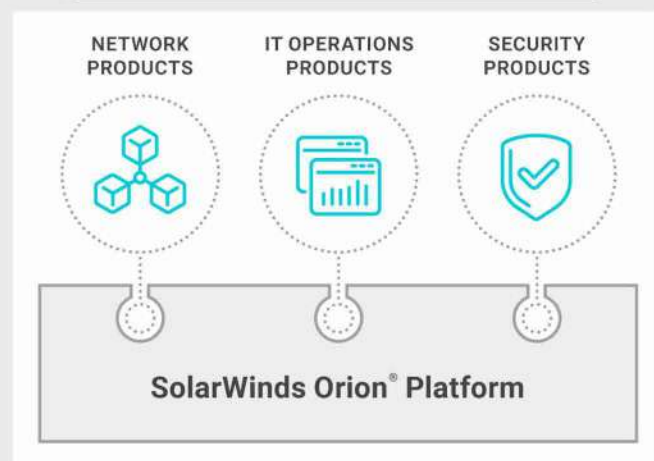 NETWORK
PRODUCTS
IT OPERATIONS
PRODUCTS
SECURITY
PRODUCTS
SolarWinds Orion® Platform